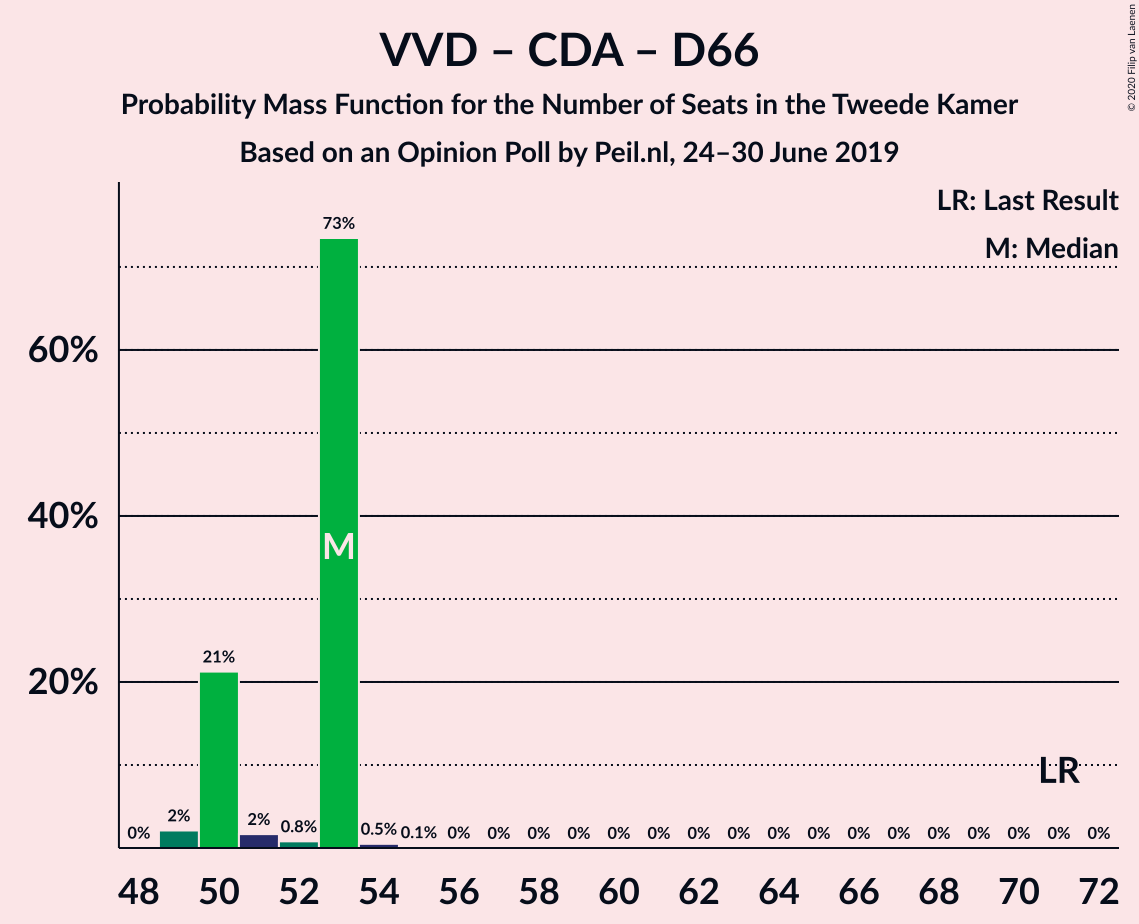 VVD – CDA – D66
Probability Mass Function for the Number of Seats in the Tweede Kamer
Based on an Opinion Poll by Peil.nl, 24–30 June 2019
© 2020 Filip van Laenen
LR: Last Result
M: Median
73%
60%
M
40%
21%
20%
LR
0% 2% 2% 0.8% 0.5% 0.1% 0% 0% 0% 0% 0% 0% 0% 0% 0% 0% 0% 0% 0% 0% 0% 0% 0%
48 50 52 54 56 58 60 62 64 66 68 70 72